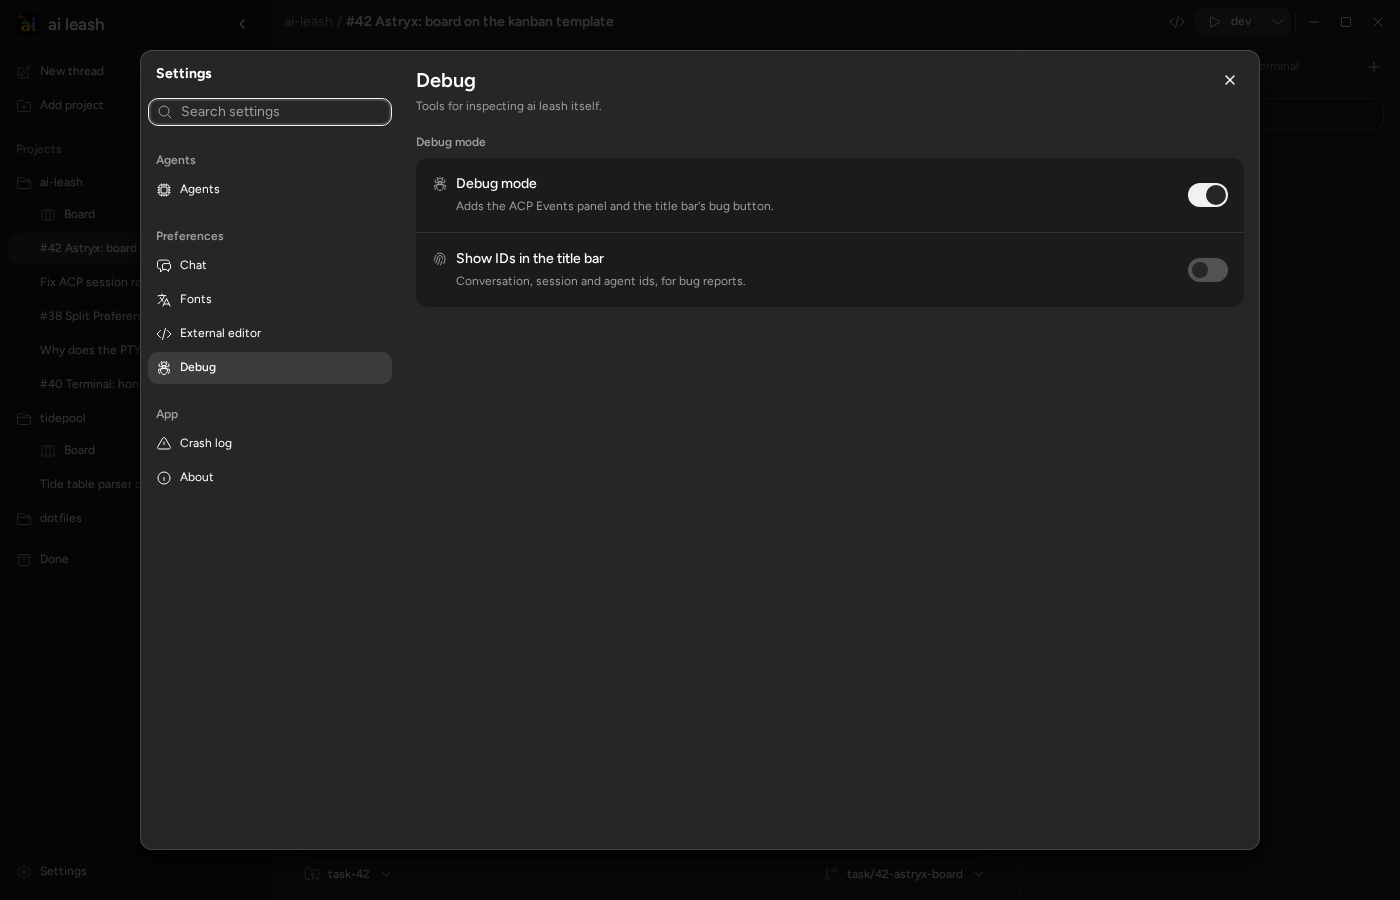 ai leash
New thread
Add project
Projects
ai-leash
Board
#42 Astryx: board
Fix ACP session re
#38 Split Preferen
Why does the PTY
#40 Terminal: hon
tidepool
Board
Tide table parser
dotfiles
Done
Settings
ai-leash / #42 Astryx: board on the kanban template
dev
erminal
Settings
Search settings
Agents
Agents
Preferences
Chat
Fonts
External editor
Debug
App
Crash log
About
Debug
Tools for inspecting ai leash itself.
Debug mode
Debug mode
Adds the ACP Events panel and the title bar's bug button.
Show IDs in the title bar
Conversation, session and agent ids, for bug reports.
task-42
task/42-astryx-board